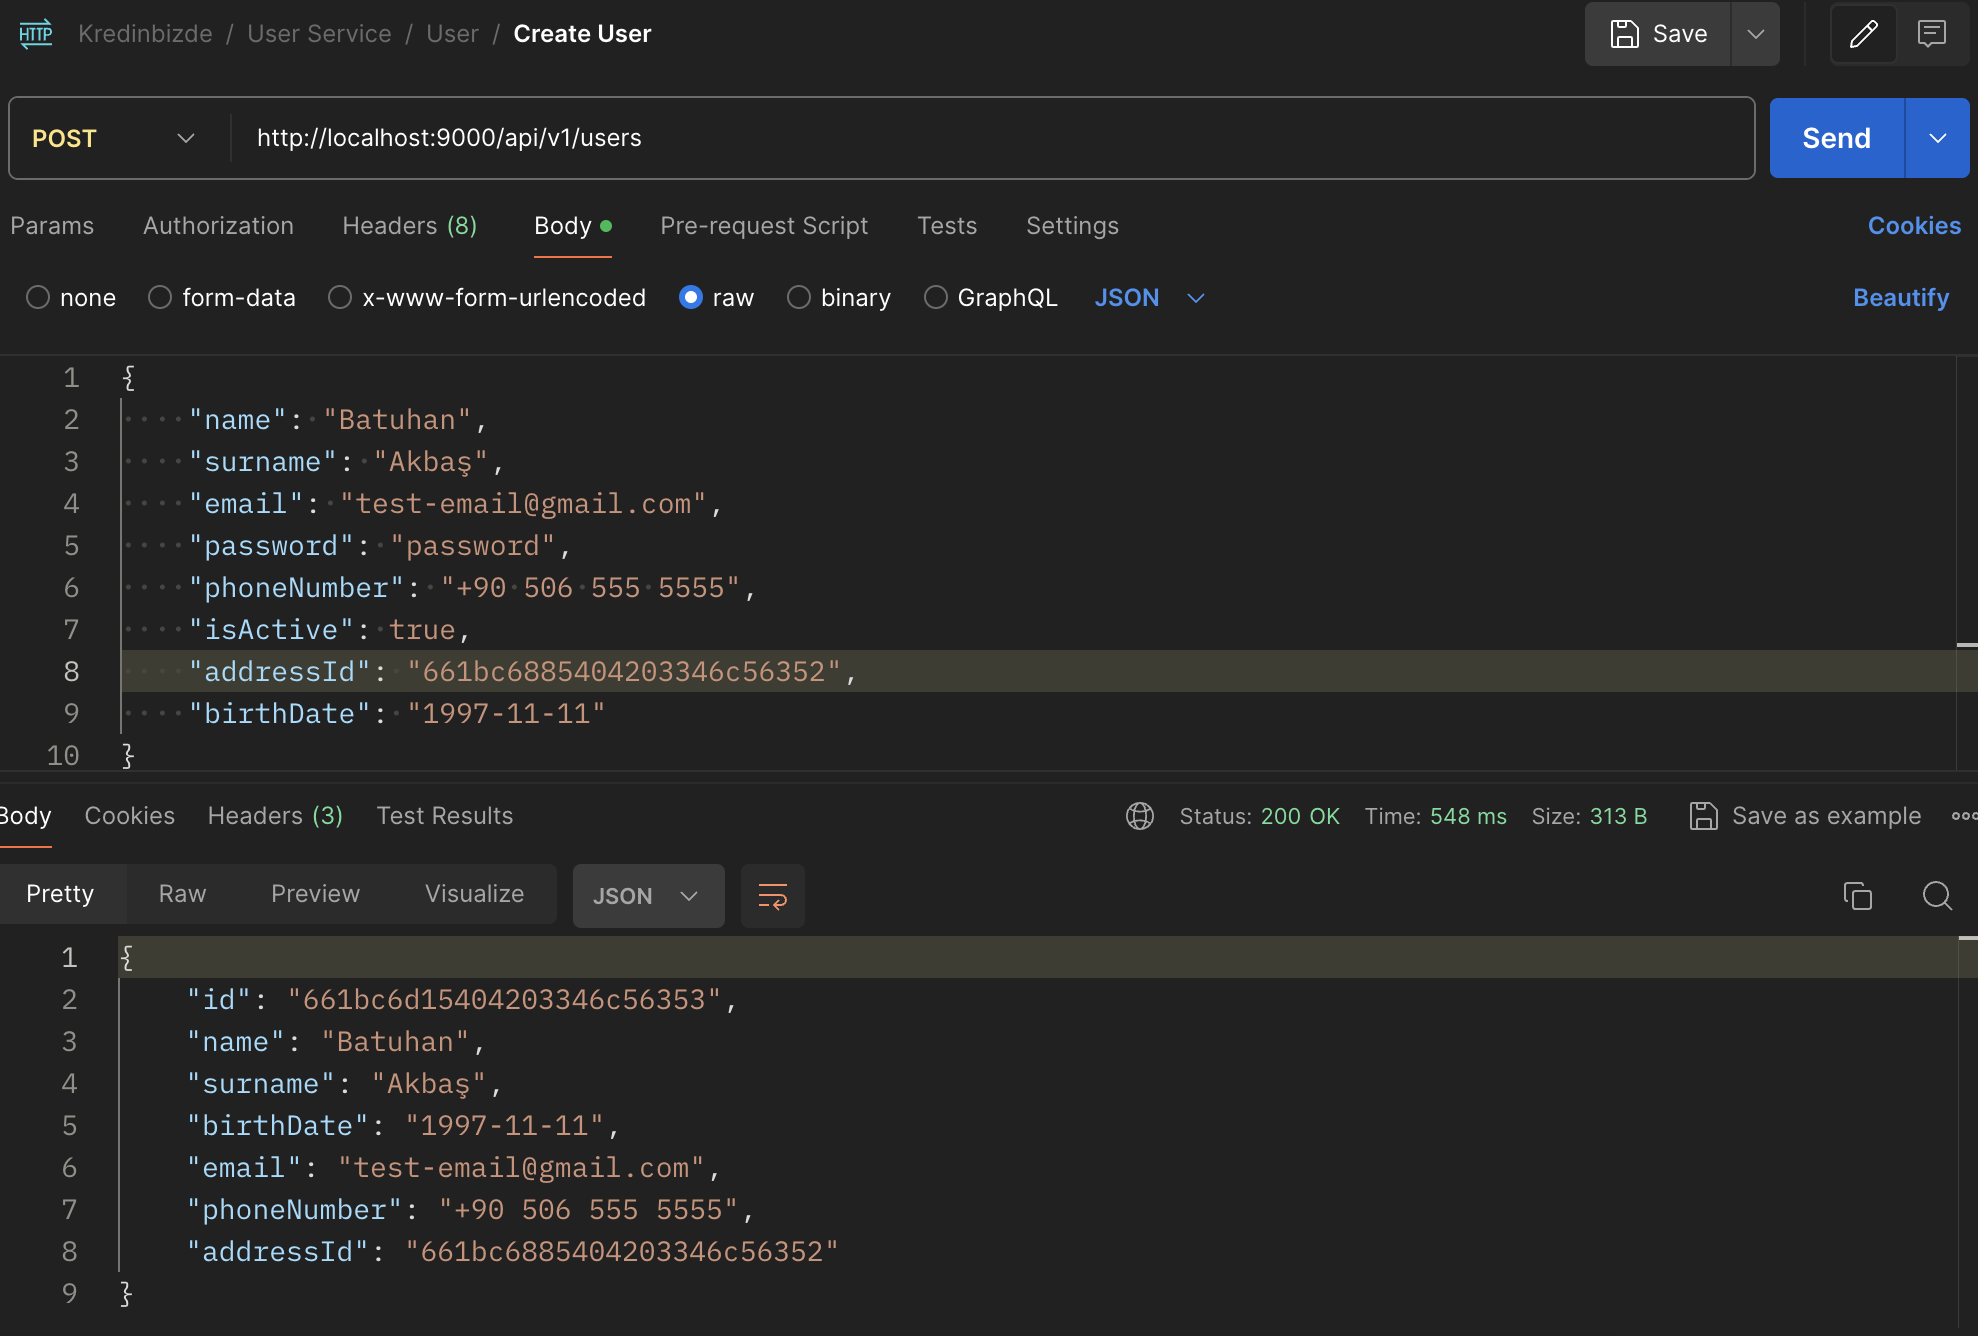 HTTP Kredinbizde / User Service / User / Create User Save
POST http://localhost:9000/api/v1/users Send
Params Authorization Headers (8) Body Pre-request Script Tests Settings Cookies
none form-data x-www-form-urlencoded raw binary GraphQL JSON Beautify
1 {
2 "name": "Batuhan",
3 "surname": "Akbaş",
4 "email": "test-email@gmail.com",
5 "password": "password",
6 "phoneNumber": "+90 506 555 5555",
7 "isActive": true,
8 "addressId": "661bc6885404203346c56352",
9 "birthDate": "1997-11-11"
10 }
Body Cookies Headers (3) Test Results Status: 200 OK Time: 548 ms Size: 313 B Save as example
Pretty Raw Preview Visualize JSON
1 {
2 "id": "661bc6d15404203346c56353",
3 "name": "Batuhan",
4 "surname": "Akbaş",
5 "birthDate": "1997-11-11",
6 "email": "test-email@gmail.com",
7 "phoneNumber": "+90 506 555 5555",
8 "addressId": "661bc6885404203346c56352"
9 }